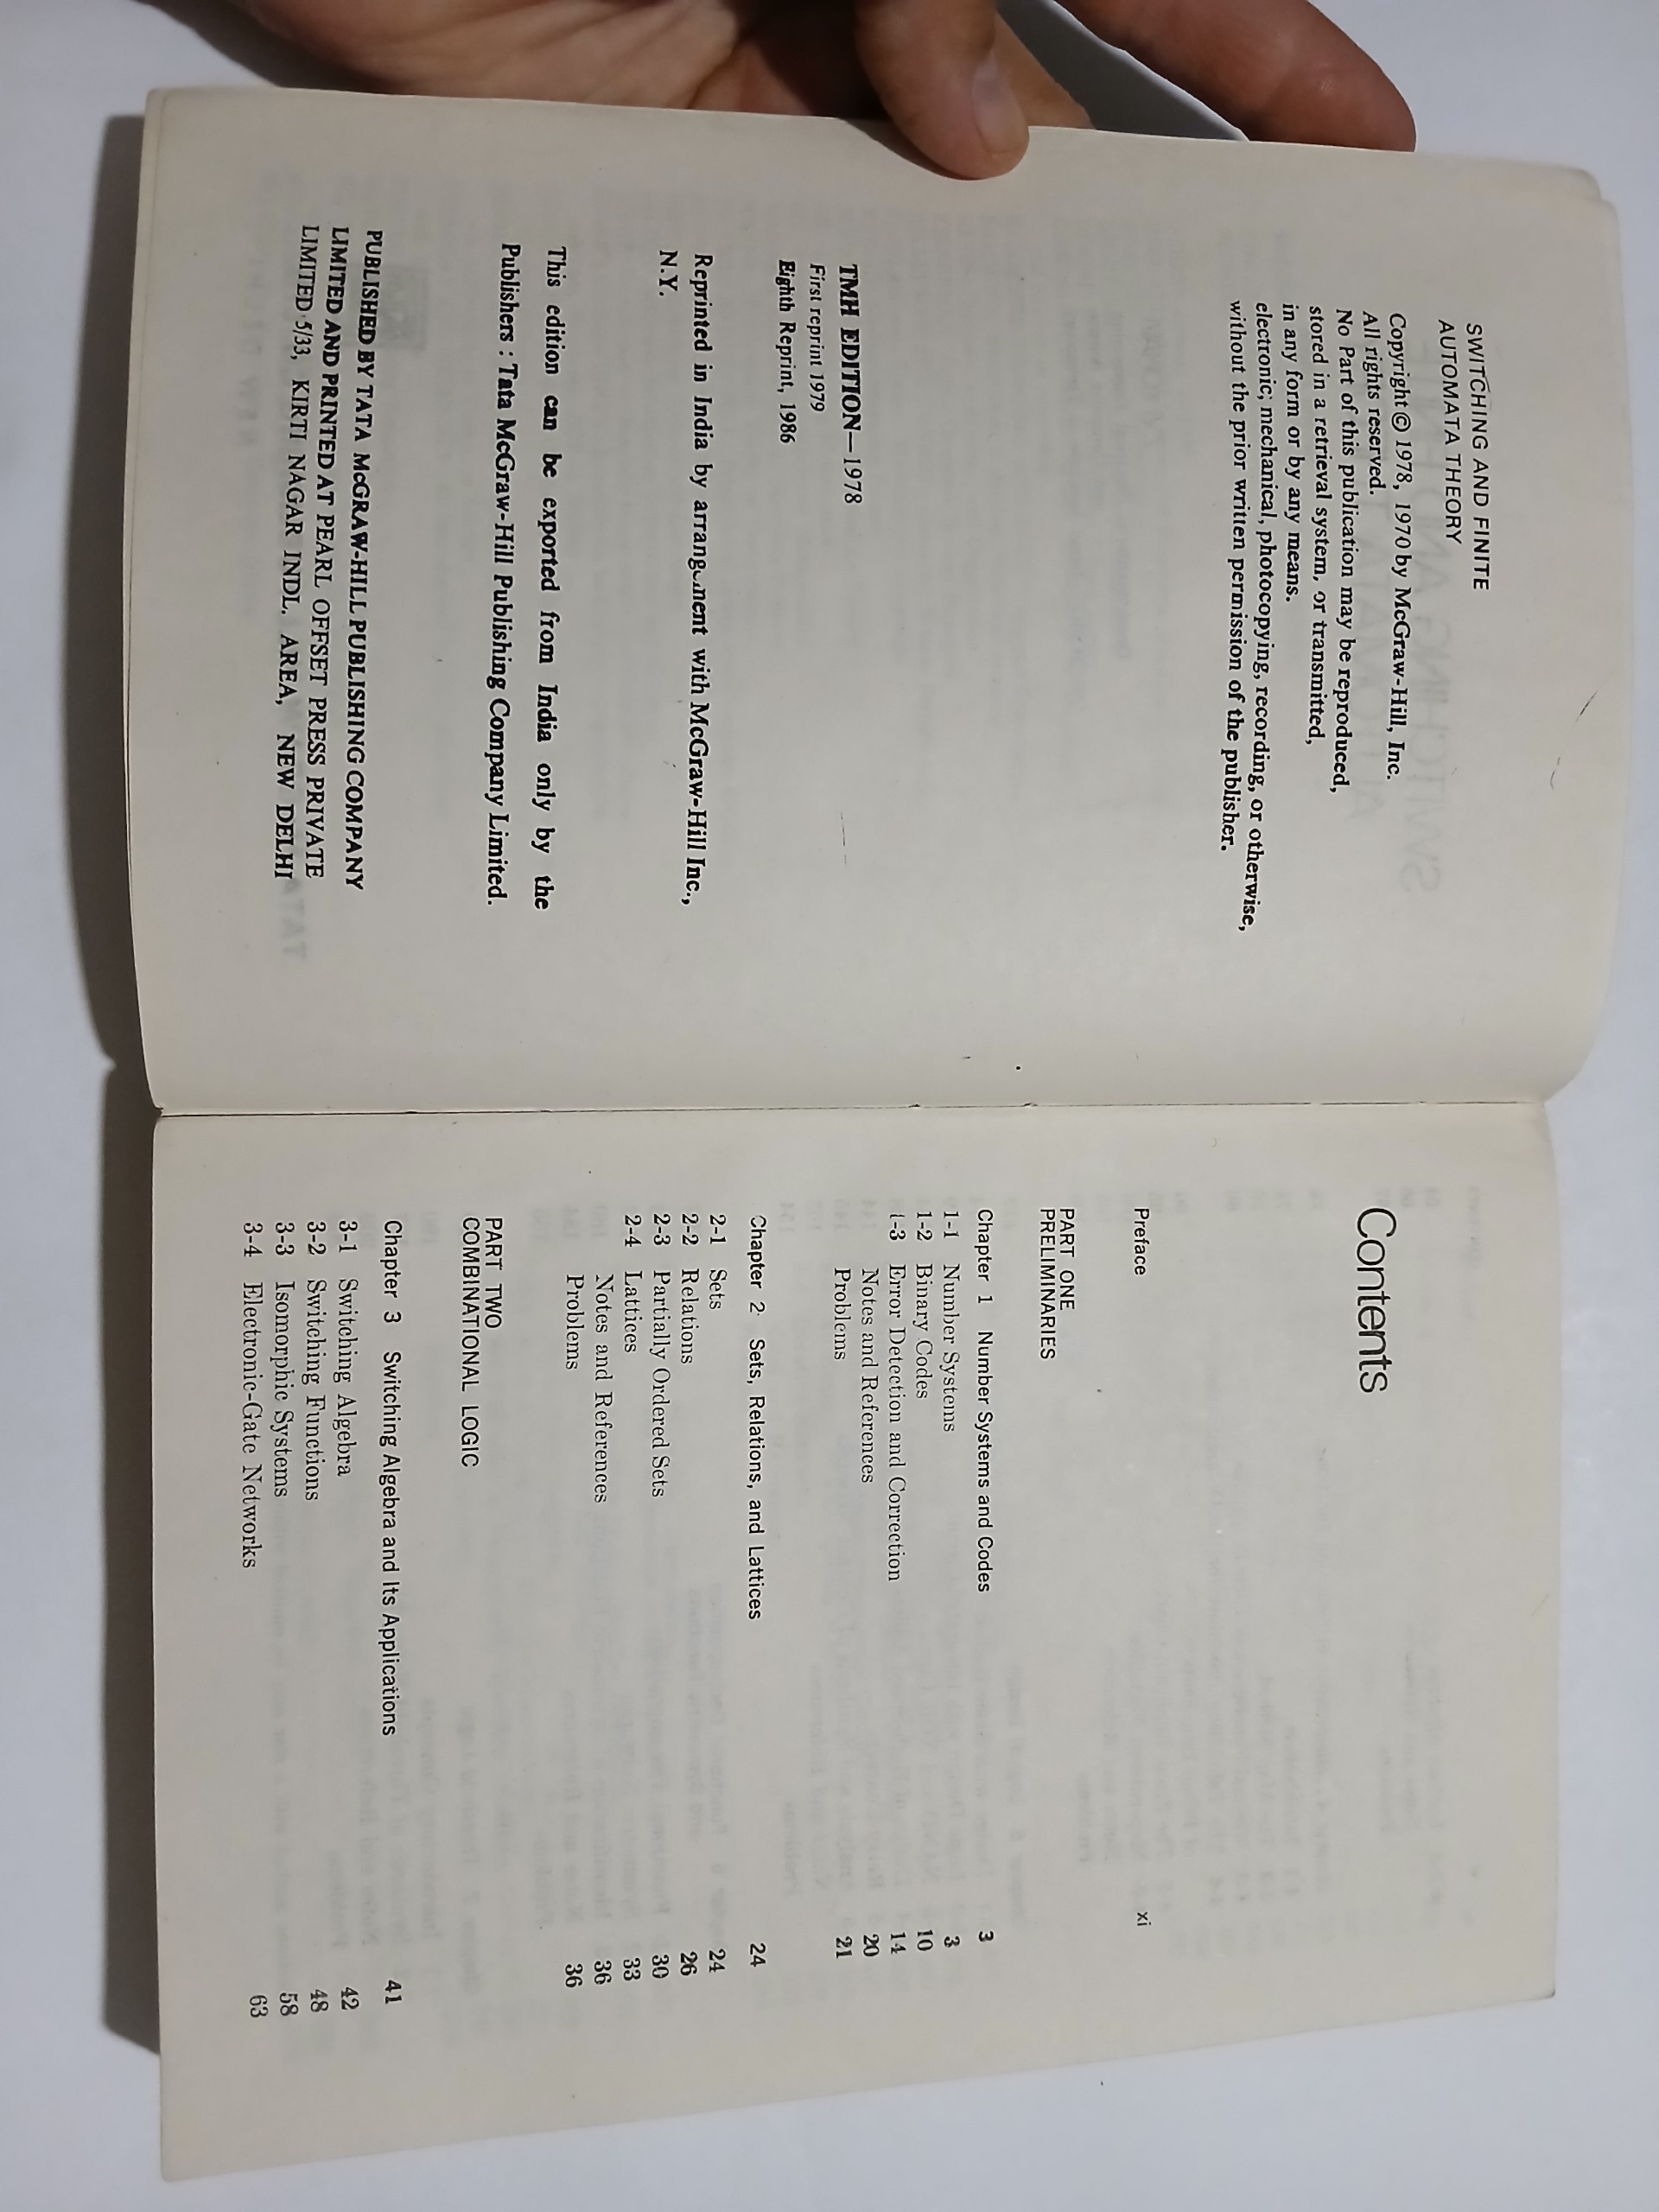 SWITCHING AND FINITE
AUTOMATA THEORY
Copyright © 1978, 1970 by McGraw-Hill, Inc.
All rights reserved.
No Part of this publication may be reproduced,
stored in a retrieval system, or transmitted,
in any form or by any means.
electronic; mechanical, photocopying, recording, or otherwise,
without the prior written permission of the publisher.
TMH EDITION—1978
First reprint 1979
Eighth Reprint, 1986
Reprinted in India by arrangement with McGraw-Hill Inc.,
N.Y.
This edition can be exported from India only by the
Publishers : Tata McGraw-Hill Publishing Company Limited.
PUBLISHED BY TATA McGRAW-HILL PUBLISHING COMPANY
LIMITED AND PRINTED AT PEARL OFFSET PRESS PRIVATE
LIMITED 5/33, KIRTI NAGAR INDL. AREA, NEW DELHI
Contents
Preface xi
PART ONE
PRELIMINARIES
Chapter 1 Number Systems and Codes 3
1-1 Number Systems 3
1-2 Binary Codes 10
1-3 Error Detection and Correction 14
Notes and References 20
Problems 21
Chapter 2 Sets, Relations, and Lattices 24
2-1 Sets 24
2-2 Relations 26
2-3 Partially Ordered Sets 30
2-4 Lattices 33
Notes and References 36
Problems 36
PART TWO
COMBINATIONAL LOGIC
Chapter 3 Switching Algebra and Its Applications 41
3-1 Switching Algebra 42
3-2 Switching Functions 48
3-3 Isomorphic Systems 58
3-4 Electronic-Gate Networks 63